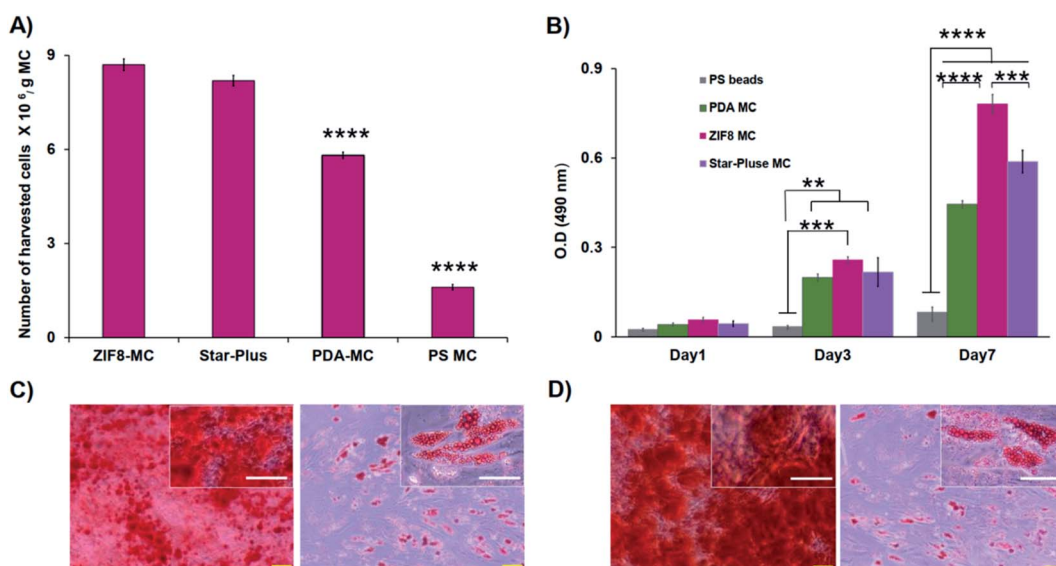 A)
Number of harvested cells X 10⁶/g MC
9
6
3
0
****
****
ZIF8-MC
Star-Plus
PDA-MC
PS MC
B)
O.D (490 nm)
0.9
0.6
0.3
0
PS beads
PDA MC
ZIF8 MC
Star-Pluse MC
**
***
****
****
***
Day1
Day3
Day7
C)
D)